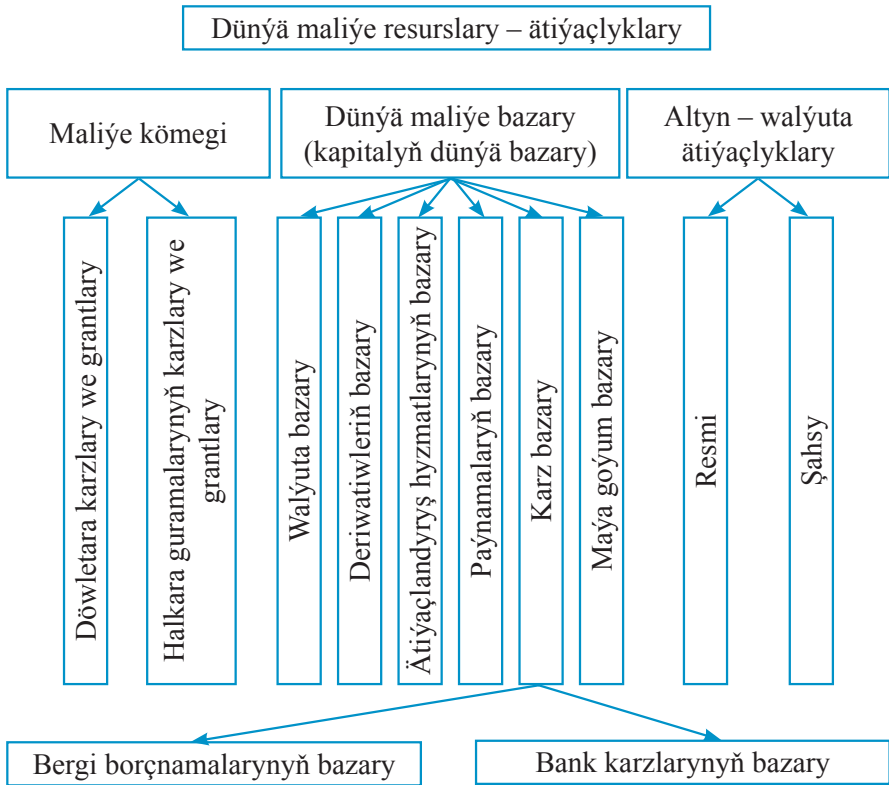 Dünýä maliýe resurslary – ätiýaçlyklary
Maliýe kömegi
Dünýä maliýe bazary
(kapitalyň dünýä bazary)
Altyn – walýuta
ätiýaçlyklary
Döwletara karzlary we grantlary
Halkara guramalarynyň karzlary we
grantlary
Walýuta bazary
Deriwatiwleriň bazary
Ätiýaçlandyryş hyzmatlarynyň bazary
Paýnamalaryň bazary
Karz bazary
Maýa goýum bazary
Resmi
Şahsy
Bergi borçnamalarynyň bazary
Bank karzlarynyň bazary